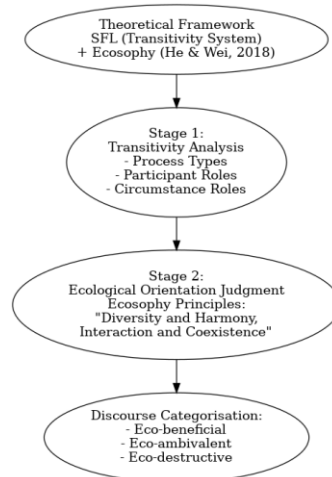 Theoretical Framework
SFL (Transitivity System)
+ Ecosophy (He & Wei, 2018)
Stage 1:
Transitivity Analysis
- Process Types
- Participant Roles
- Circumstance Roles
Stage 2:
Ecological Orientation Judgment
Ecosophy Principles:
"Diversity and Harmony,
Interaction and Coexistence"
Discourse Categorisation:
- Eco-beneficial
- Eco-ambivalent
- Eco-destructive